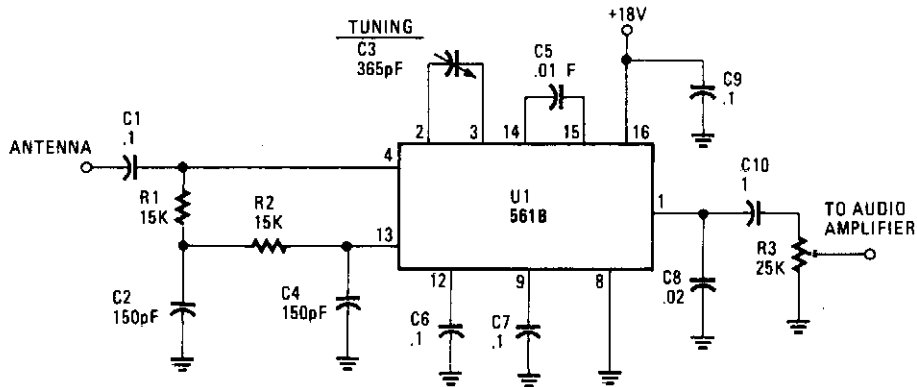 TUNING
C3
365pF
C5
.01 F
+18V
C9
.1
C1
.1
ANTENNA
2
3
14
15
16
4
R1
15K
R2
15K
U1
561B
1
C10
1
TO AUDIO
AMPLIFIER
R3
25K
13
12
9
8
C2
150pF
C4
150pF
C6
.1
C7
.1
C8
.02